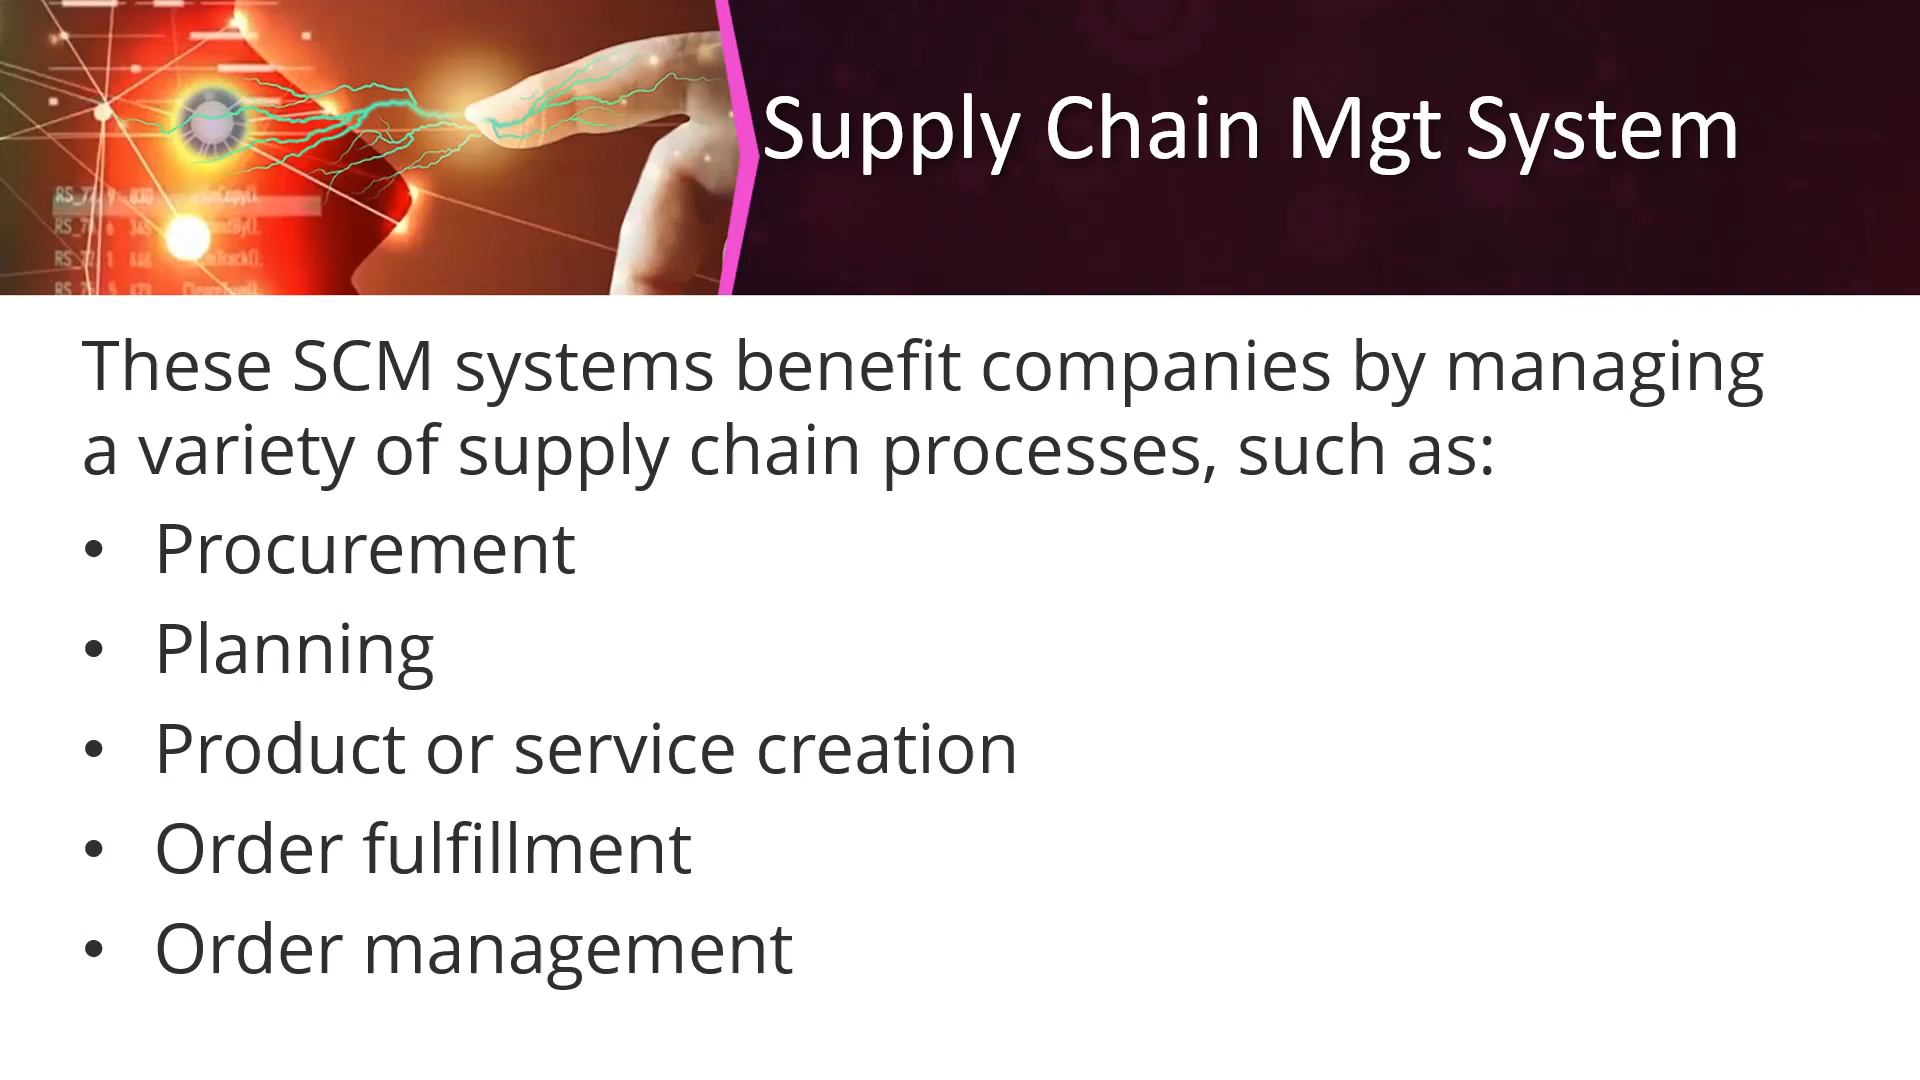 Supply Chain Mgt System
These SCM systems benefit companies by managing
a variety of supply chain processes, such as:
• Procurement
• Planning
• Product or service creation
• Order fulfillment
• Order management